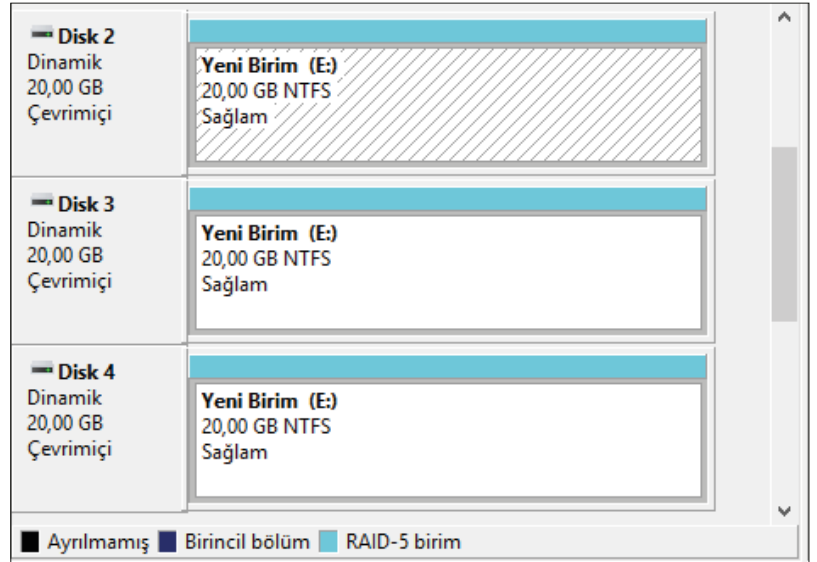 Disk 2
Dinamik
20,00 GB
Çevrimiçi
Yeni Birim (E:)
20,00 GB NTFS
Sağlam
Disk 3
Dinamik
20,00 GB
Çevrimiçi
Yeni Birim (E:)
20,00 GB NTFS
Sağlam
Disk 4
Dinamik
20,00 GB
Çevrimiçi
Yeni Birim (E:)
20,00 GB NTFS
Sağlam
Ayrılmamış Birincil bölüm RAID-5 birim